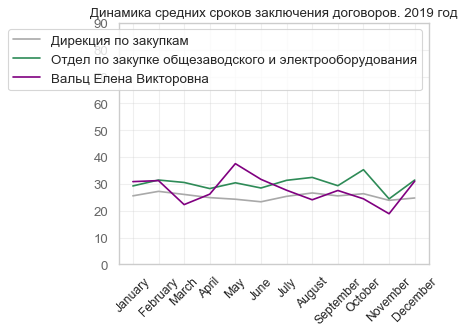 Динамика средних сроков заключения договоров. 2019 год
90
80
Дирекция по закупкам
Отдел по закупке общезаводского и электрооборудования
Вальц Елена Викторовна
60
50
40
30
20
10
0
January
February
March
April
May
June
July
August
September
October
November
December